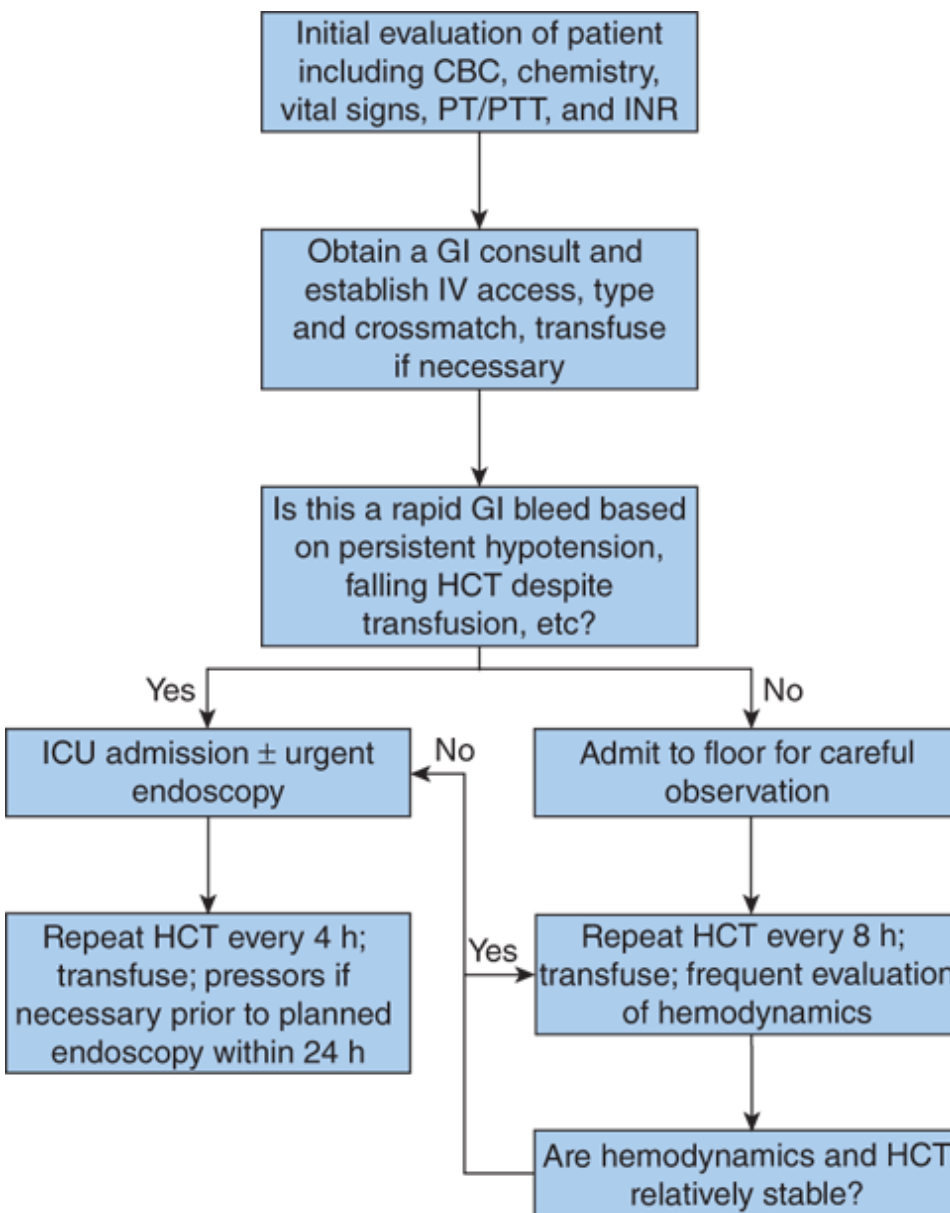 Initial evaluation of patient
including CBC, chemistry,
vital signs, PT/PTT, and INR
Obtain a GI consult and
establish IV access, type
and crossmatch, transfuse
if necessary
Is this a rapid GI bleed based
on persistent hypotension,
falling HCT despite
transfusion, etc?
Yes
No
ICU admission ± urgent
endoscopy
No
Admit to floor for careful
observation
Repeat HCT every 4 h;
transfuse; pressors if
necessary prior to planned
endoscopy within 24 h
Yes
Repeat HCT every 8 h;
transfuse; frequent evaluation
of hemodynamics
Are hemodynamics and HCT
relatively stable?